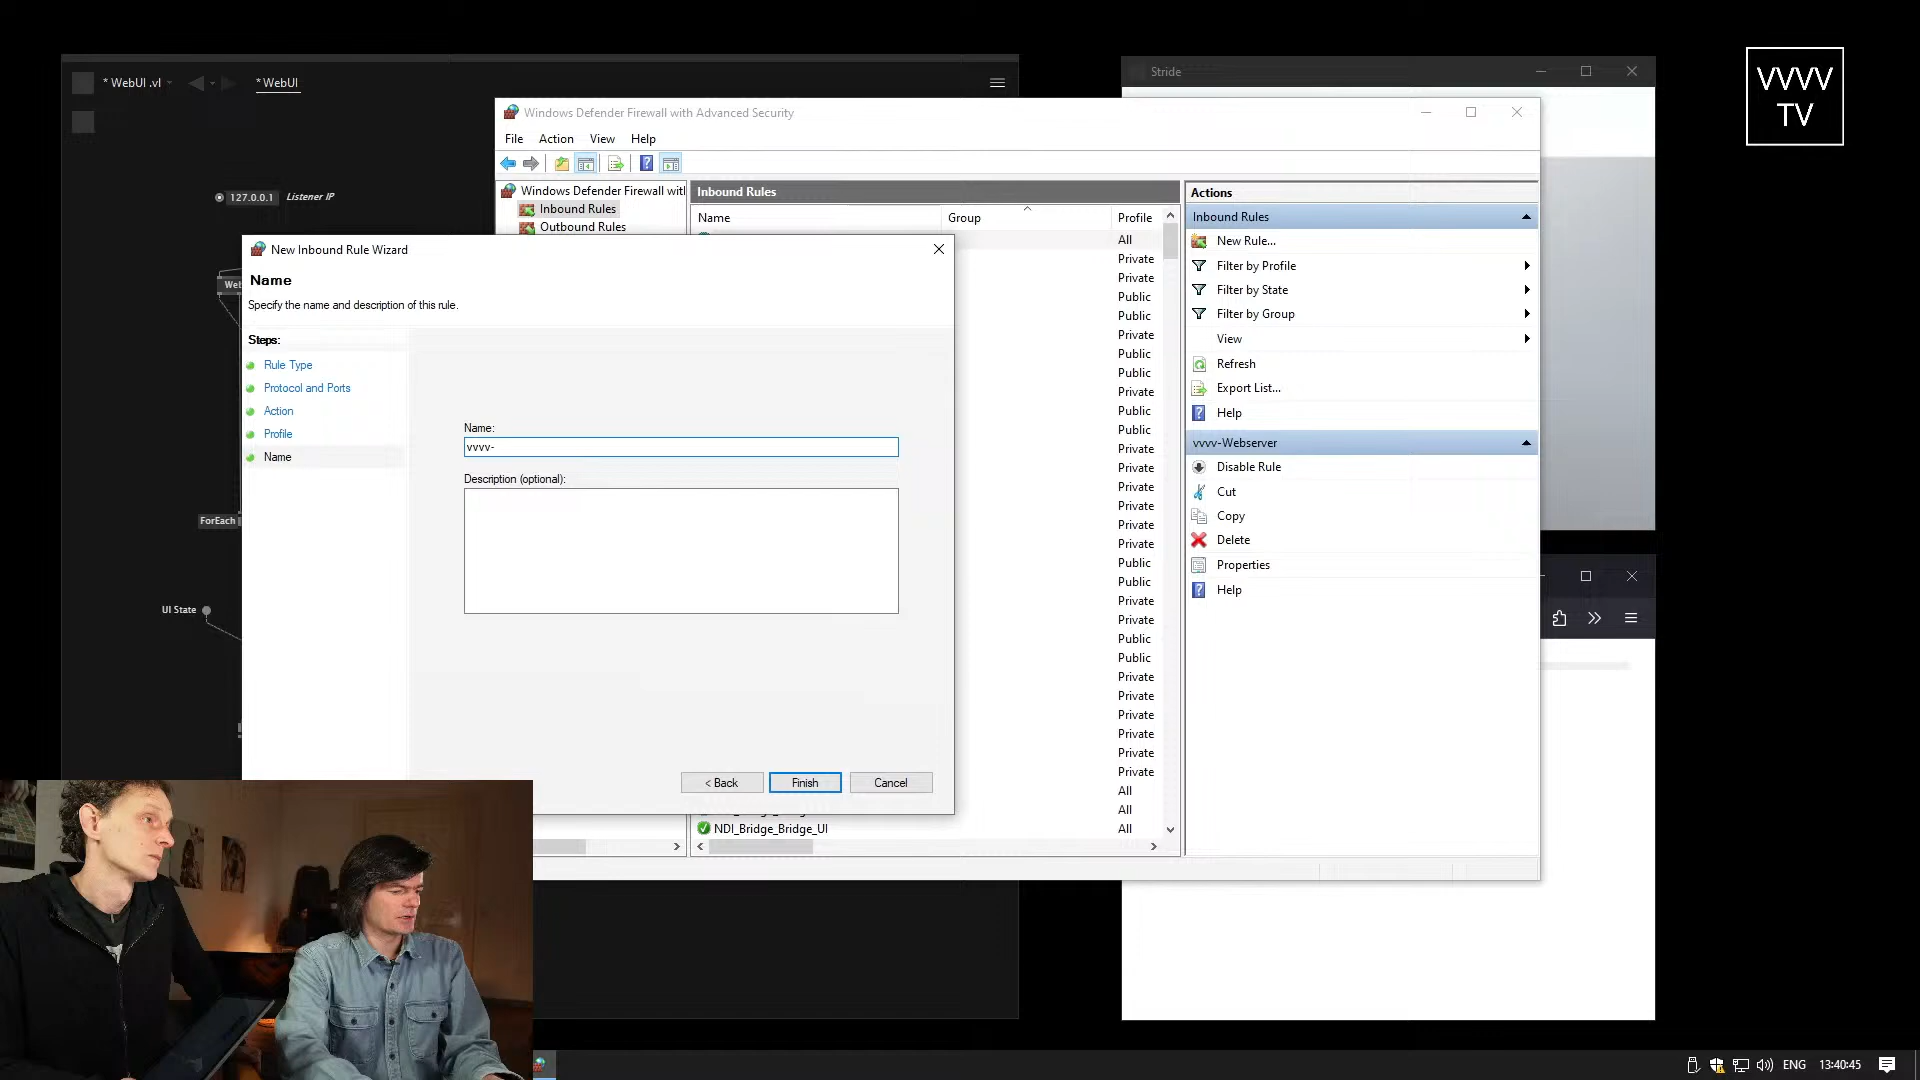 VVVV
TV
* WebUI .vl
* WebUI
Stride
Windows Defender Firewall with Advanced Security
File
Action
View
Help
Windows Defender Firewall wit
Inbound Rules
Outbound Rules
Inbound Rules
Name
Group
Profile
All
Private
Private
Public
Public
Private
Public
Public
Private
Public
Public
Private
Private
Private
Private
Private
Private
Public
Public
Private
Private
Public
Public
Private
Private
Private
Private
Private
Private
All
All
NDI_Bridge_Bridge_UI
All
Actions
Inbound Rules
New Rule...
Filter by Profile
Filter by State
Filter by Group
View
Refresh
Export List...
Help
vvvv-Webserver
Disable Rule
Cut
Copy
Delete
Properties
Help
127.0.0.1
Listener IP
Web
ForEach
UI State
New Inbound Rule Wizard
Name
Specify the name and description of this rule.
Steps:
Rule Type
Protocol and Ports
Action
Profile
Name
Name:
vvvv-
Description (optional):
< Back
Finish
Cancel
ENG
13:40:45